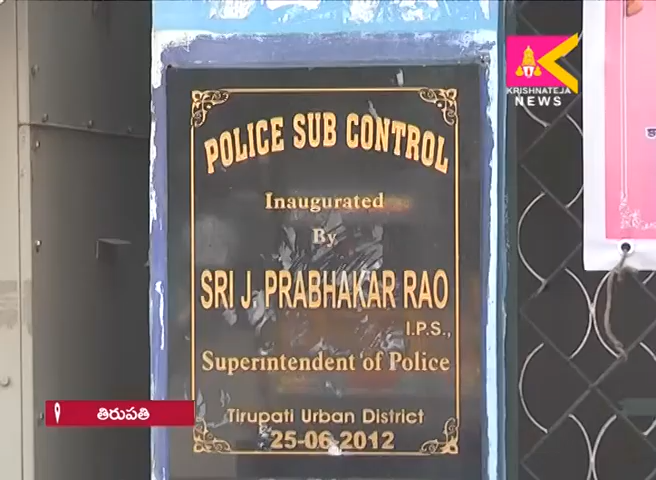 KRISHNATEJA
NEWS
POLICE SUB CONTROL
Inaugurated
By
SRI J. PRABHAKAR RAO
I.P.S.,
Superintendent of Police
Tirupati Urban District
25-06-2012
తిరుపతి